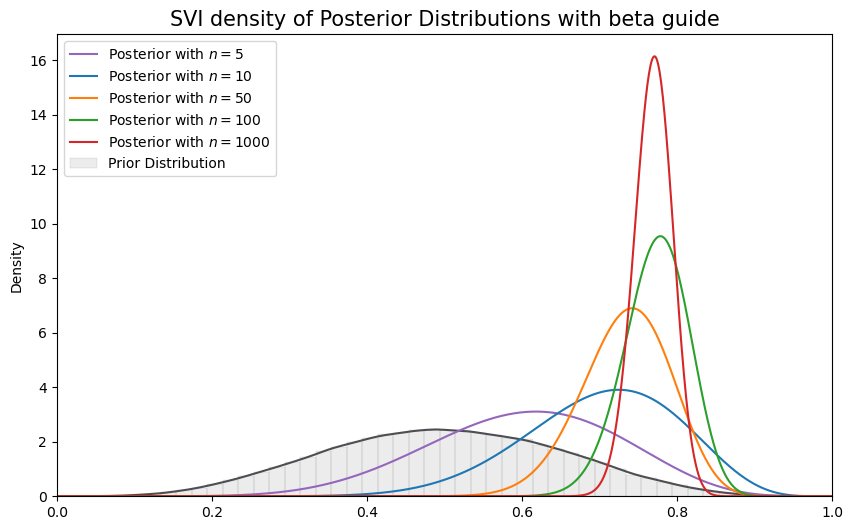 SVI density of Posterior Distributions with beta guide
Posterior with n = 5
Posterior with n = 10
Posterior with n = 50
Posterior with n = 100
Posterior with n = 1000
Prior Distribution
Density
16
14
12
10
8
6
4
2
0
0.0 0.2 0.4 0.6 0.8 1.0